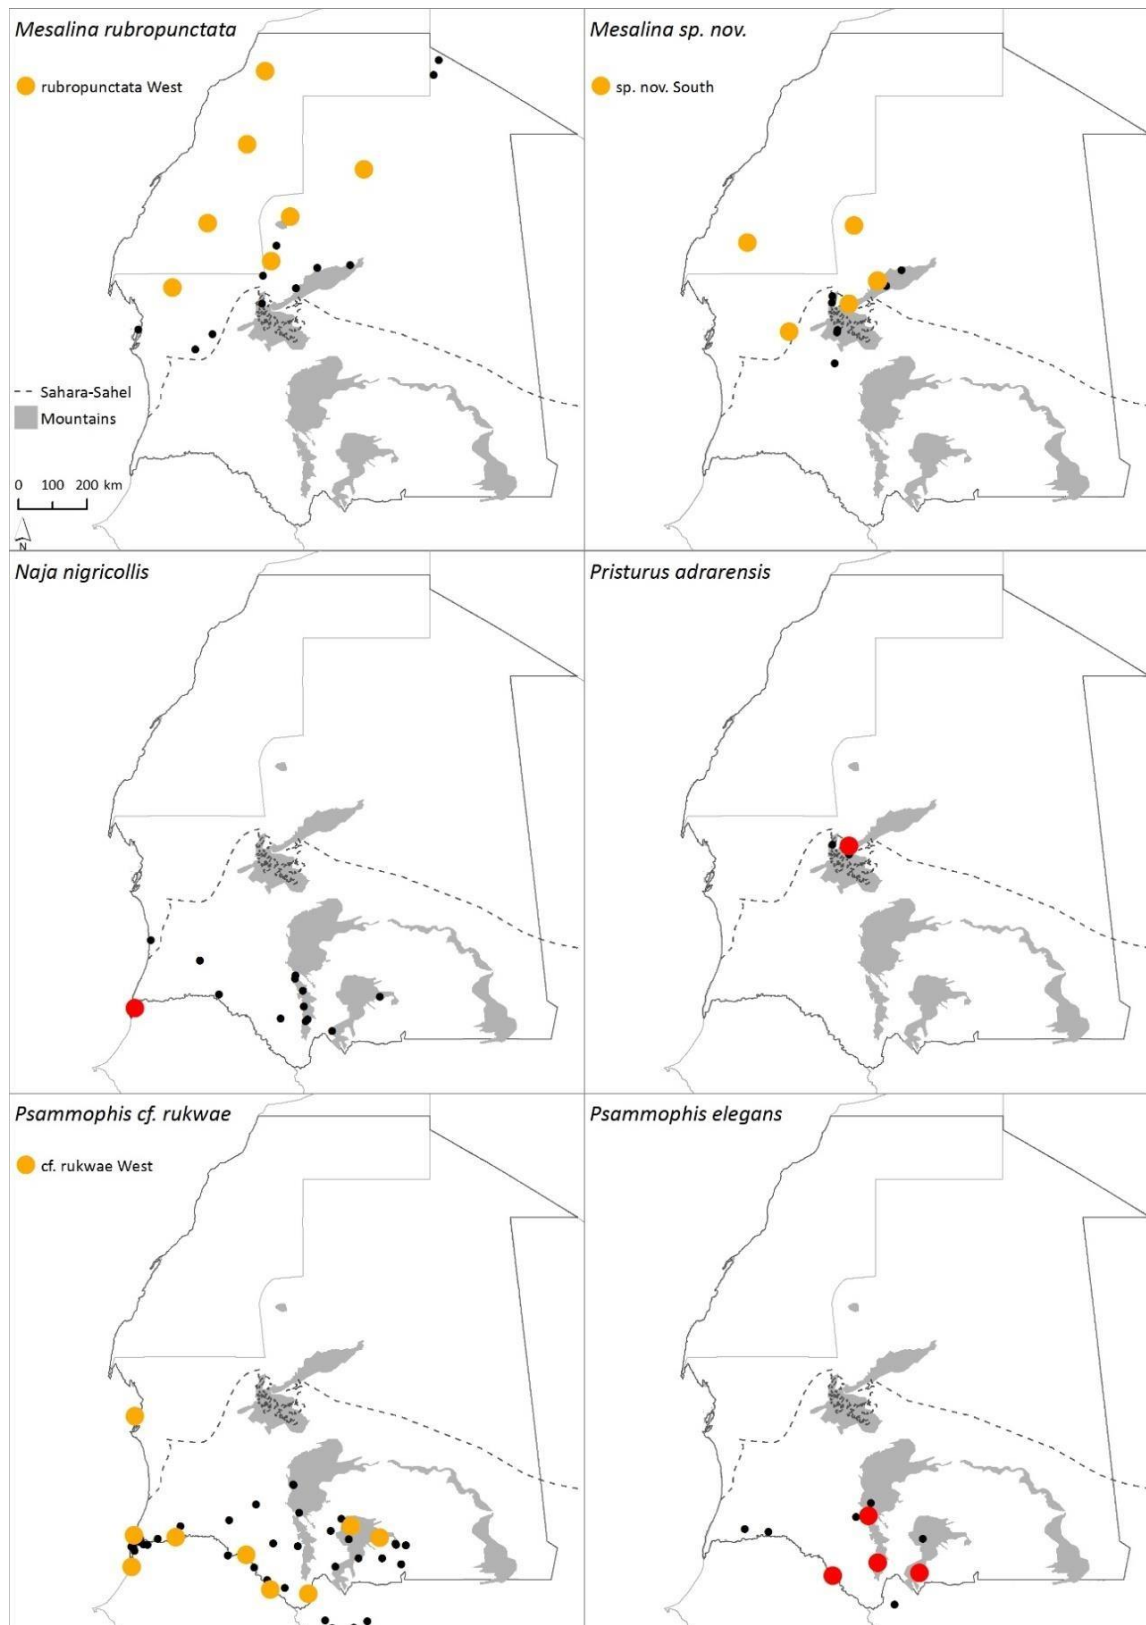 Mesalina rubropunctata
rubropunctata West
Sahara-Sahel
Mountains
0 100 200 km
N
Mesalina sp. nov.
sp. nov. South
Naja nigricollis
Pristurus adrarensis
Psammophis cf. rukwae
cf. rukwae West
Psammophis elegans